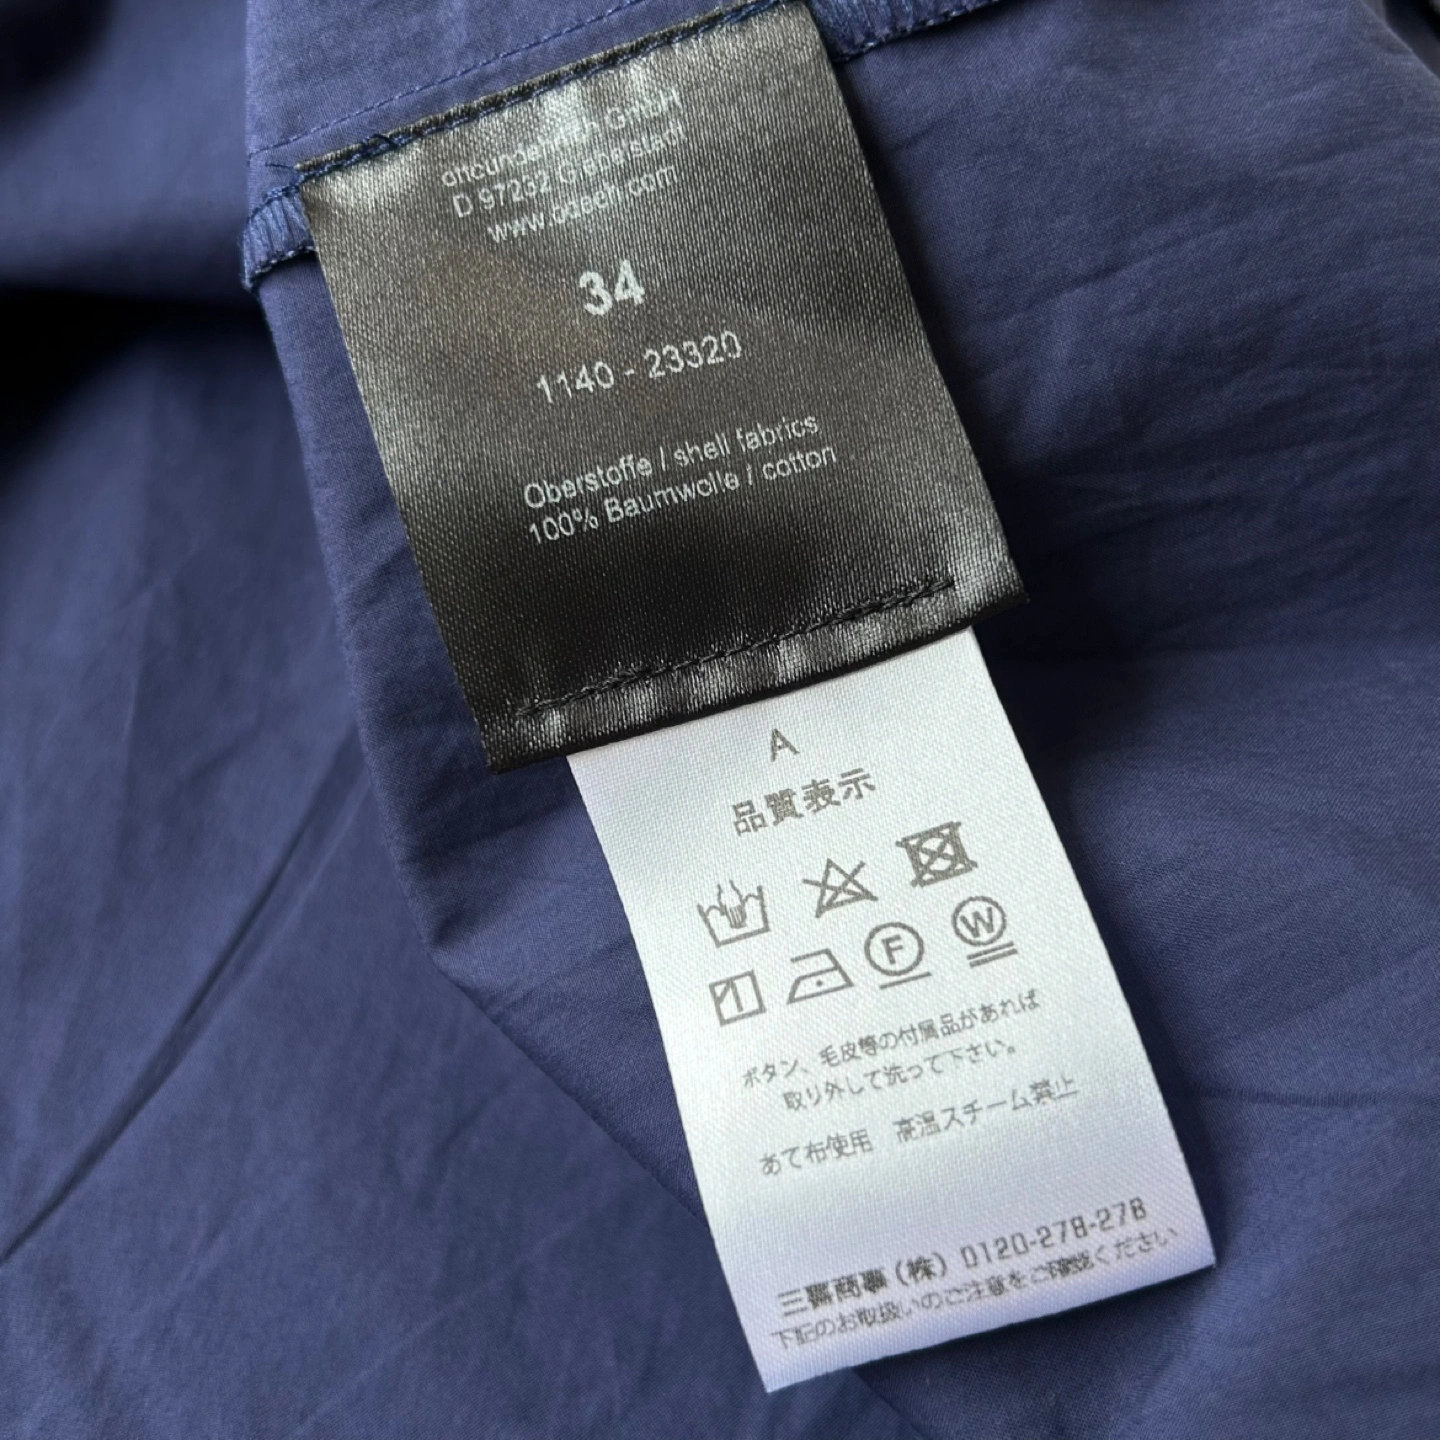 GmbH
D 97232 Giebelstadt
www.odeeh.com
34
1140 - 23320
Oberstoffe / shell fabrics
100% Baumwolle / cotton
A
品質表示
F
W
ボタン、毛皮等の付属品があれば
取り外して洗って下さい。
あて布使用 高温スチーム禁止
三喜商事(株) 0120-278-278
下記のお取扱いのご注意をご確認ください